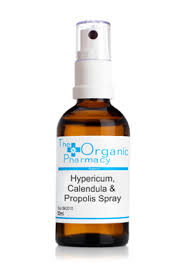 The Organic
Pharmacy
Hypericum,
Calendula &
Propolis Spray
50ml